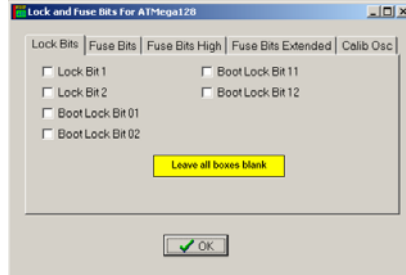 Lock and Fuse Bits For ATMega128
Lock Bits Fuse Bits Fuse Bits High Fuse Bits Extended Calib Osc
Lock Bit 1 Boot Lock Bit 11
Lock Bit 2 Boot Lock Bit 12
Boot Lock Bit 01
Boot Lock Bit 02
Leave all boxes blank
OK